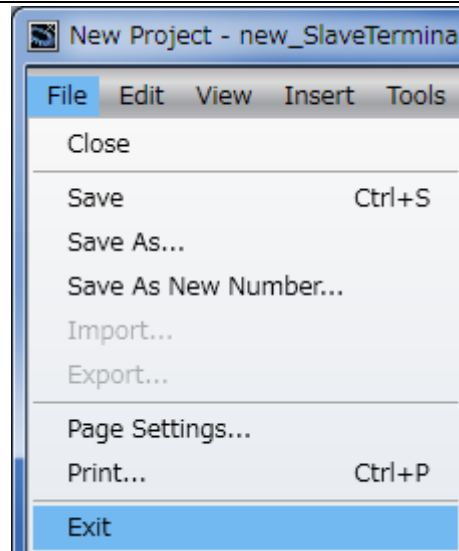 New Project - new_SlaveTermina
File Edit View Insert Tools
Close
Save Ctrl+S
Save As...
Save As New Number...
Import...
Export...
Page Settings...
Print... Ctrl+P
Exit